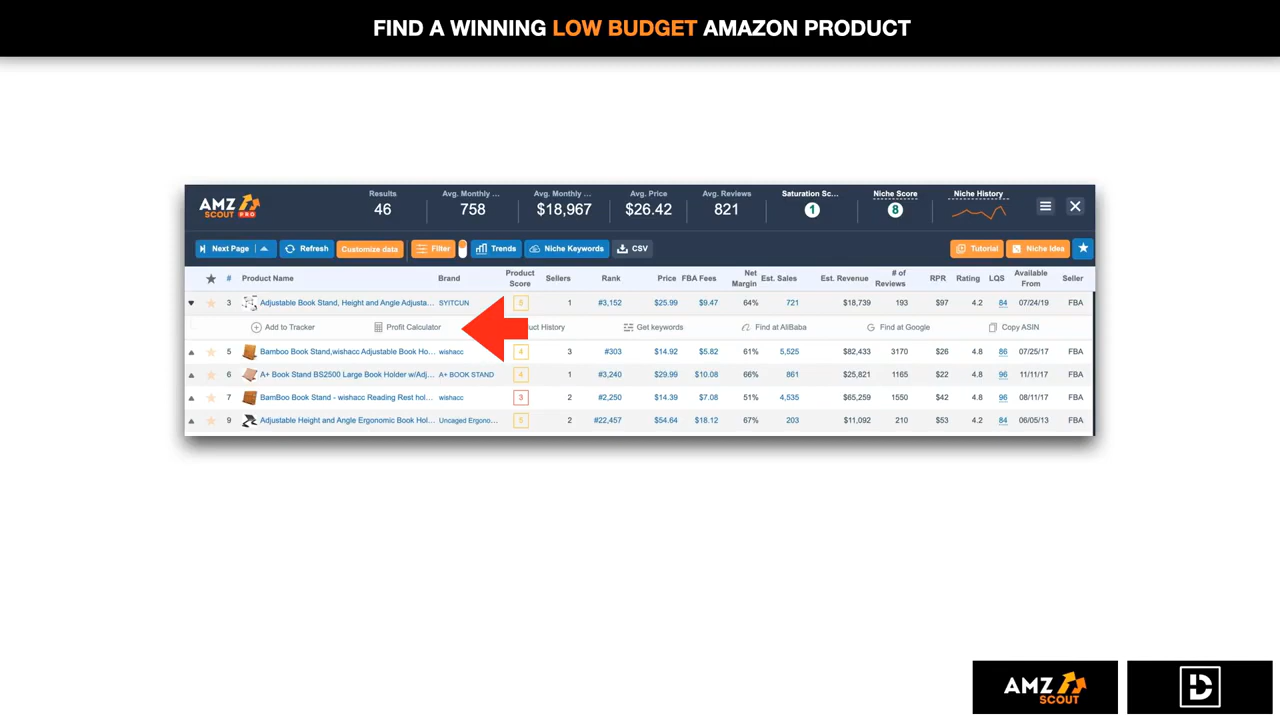 FIND A WINNING LOW BUDGET AMAZON PRODUCT
AMZ SCOUT PRO
Results Avg. Monthly ... Avg. Monthly ... Avg. Price Avg. Reviews Saturation Sc... Niche Score Niche History
46 758 $18,967 $26.42 821 1 8
Next Page Refresh Customize data Filter Trends Niche Keywords CSV Tutorial Niche Idea
# Product Name Brand Product Score Sellers Rank Price FBA Fees Net Margin Est. Sales Est. Revenue # of Reviews RPR Rating LQS Available From Seller
3 Adjustable Book Stand, Height and Angle Adjusta... SYITCUN 1 #3,152 $25.99 $9.47 64% 721 $18,739 193 $97 4.2 84 07/24/19 FBA
Add to Tracker Profit Calculator History Get keywords Find at AliBaba Find at Google Copy ASIN
5 Bamboo Book Stand,wishacc Adjustable Book Ho... wishacc 4 3 #303 $14.92 $5.82 61% 5,525 $82,433 3170 $26 4.8 86 07/25/17 FBA
6 A+ Book Stand BS2500 Large Book Holder w/Adj... A+ BOOK STAND 4 1 #3,240 $29.99 $10.08 66% 861 $25,821 1165 $22 4.8 96 11/11/17 FBA
7 BamBoo Book Stand - wishacc Reading Rest hol... wishacc 3 2 #2,250 $14.39 $7.08 51% 4,535 $65,259 1550 $42 4.8 96 08/11/17 FBA
9 Adjustable Height and Angle Ergonomic Book Hol... Uncaged Ergono... 5 2 #22,457 $54.64 $18.12 67% 203 $11,092 210 $53 4.2 84 06/05/13 FBA
AMZ SCOUT